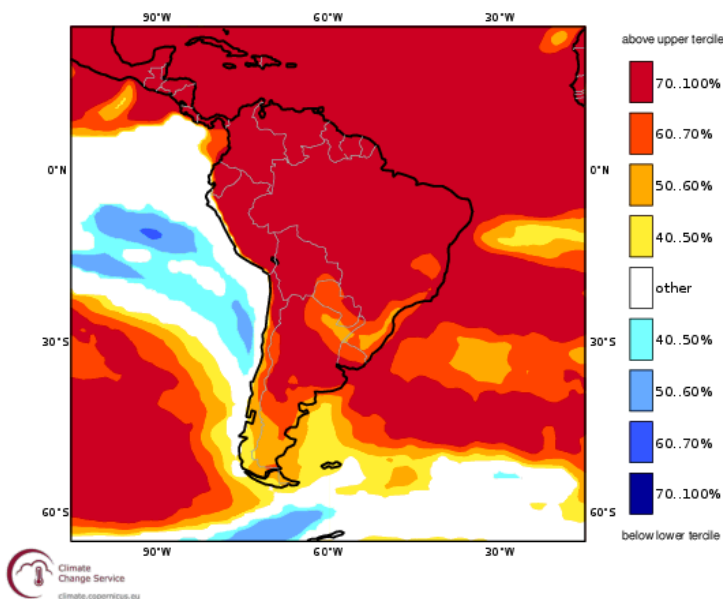 90°W 60°W 30°W
above upper tercile
70..100%
60..70%
0°N 0°N
50..60%
40..50%
other
30°S 30°S
40..50%
50..60%
60..70%
70..100%
60°S 60°S
below lower tercile
90°W 60°W 30°W
Climate
Change Service
climate.copernicus.eu